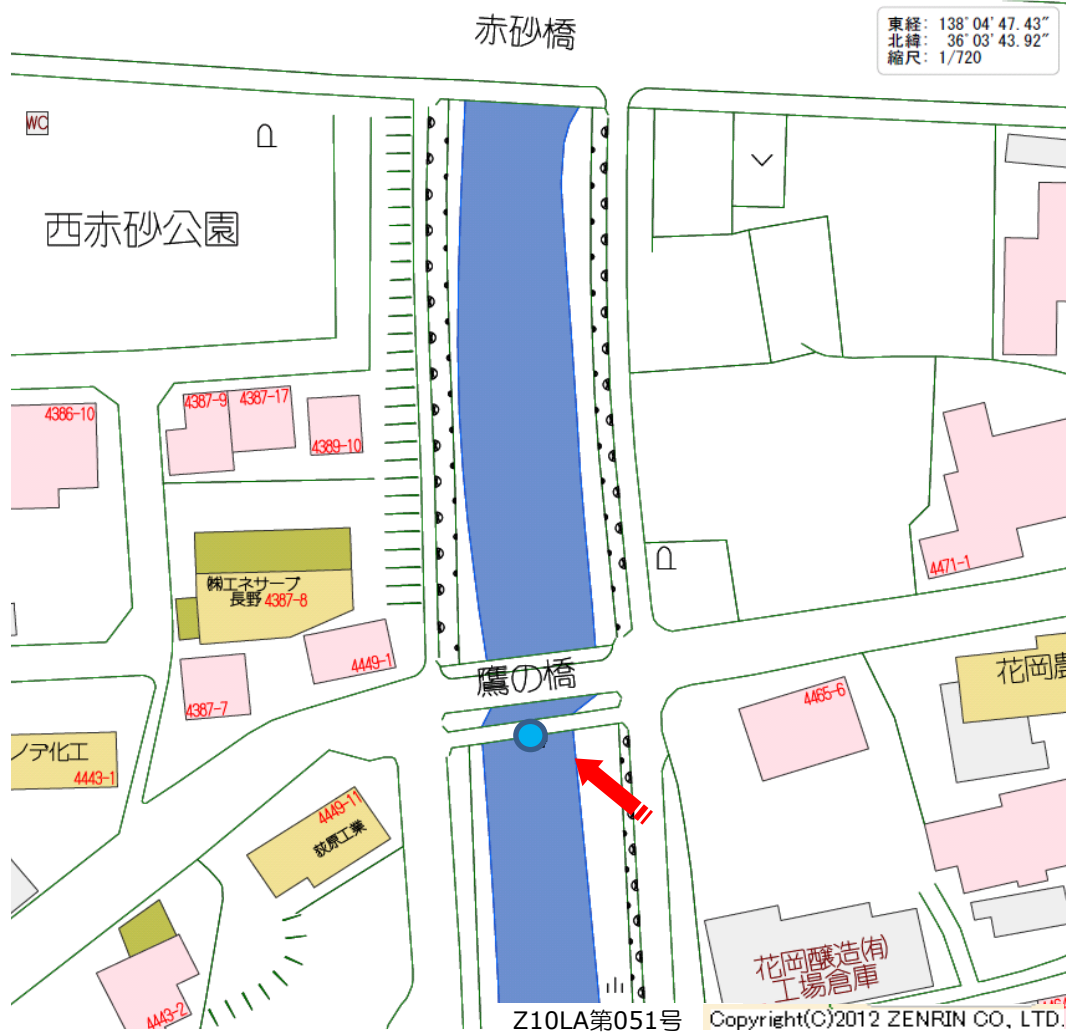 赤砂橋
東経: 138°04′47.43″
北緯: 36°03′43.92″
縮尺: 1/720
WC
西赤砂公園
4386-10
4387-9
4387-17
4389-10
㈱エネサーブ
長野 4387-8
4449-1
4387-7
4471-1
鷹の橋
4465-6
花岡農
ノテ化工
4443-1
4449-11
荻原工業
花岡醸造(有)
工場倉庫
4443-2
Z10LA第051号
Copyright(C)2012 ZENRIN CO., LTD.